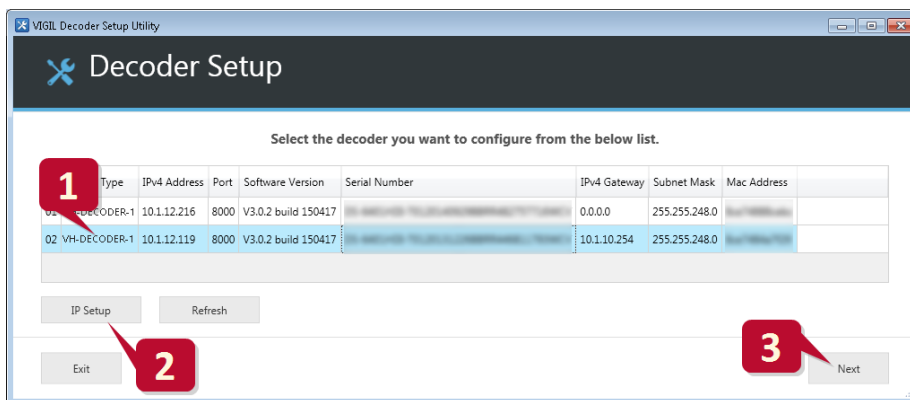 VIGIL Decoder Setup Utility
Decoder Setup
Select the decoder you want to configure from the below list.
Type IPv4 Address Port Software Version Serial Number IPv4 Gateway Subnet Mask Mac Address
10.1.12.216 8000 V3.0.2 build 150417 0.0.0.0 255.255.248.0
02 VH-DECODER-1 10.1.12.119 8000 V3.0.2 build 150417 10.1.10.254 255.255.248.0
1
IP Setup Refresh
2
3
Exit Next